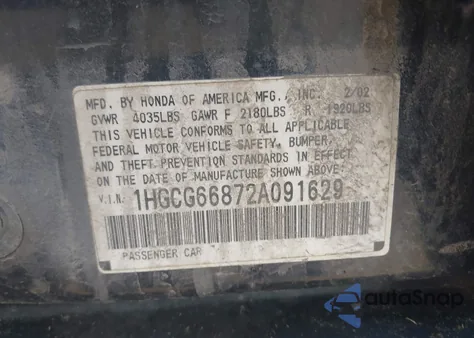 MFD. BY HONDA OF AMERICA MFG., INC. 2/02
GVWR 4035LBS GAWR F 2180LBS R 1920LBS
THIS VEHICLE CONFORMS TO ALL APPLICABLE
FEDERAL MOTOR VEHICLE SAFETY, BUMPER,
AND THEFT PREVENTION STANDARDS IN EFFECT
ON THE DATE OF MANUFACTURE SHOWN ABOVE.
V.I.N. 1HGCG66872A091629
PASSENGER CAR
autoSnap